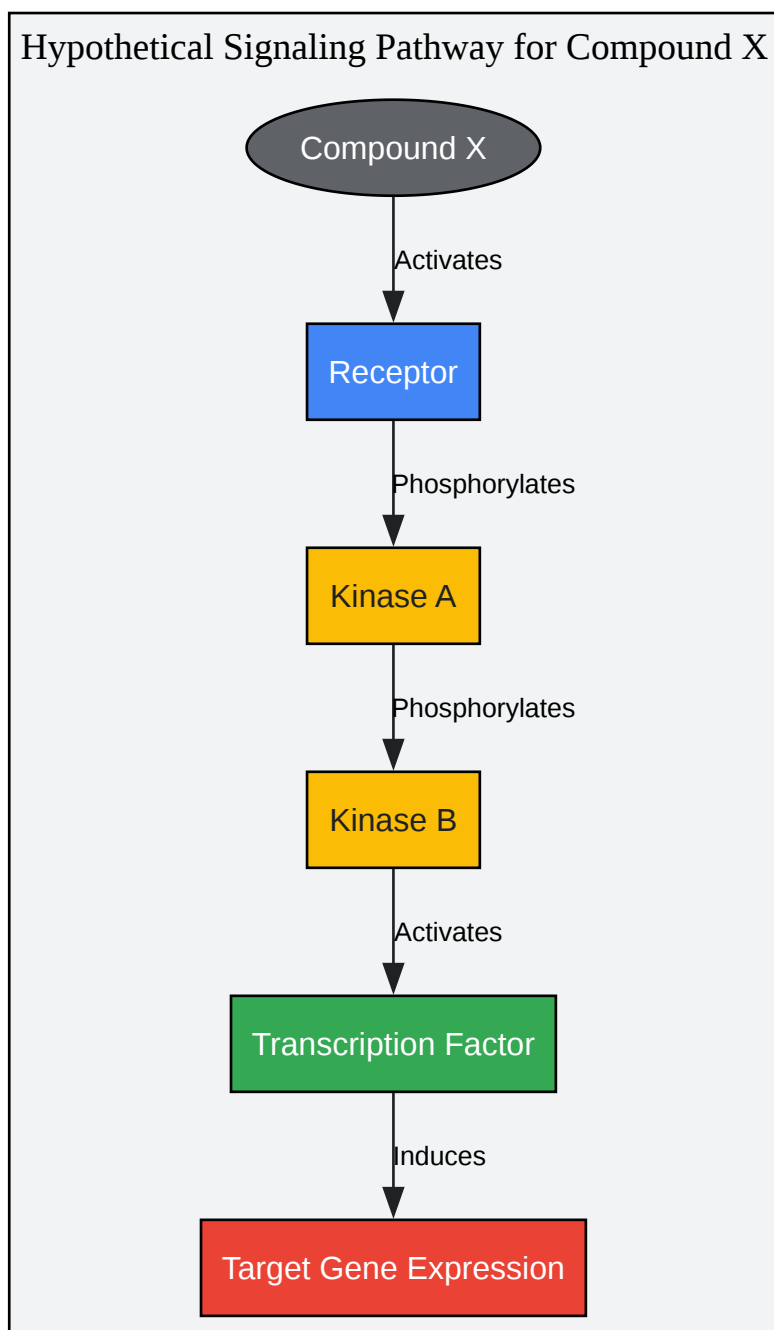 Hypothetical Signaling Pathway for Compound X
Compound X
Activates
Receptor
Phosphorylates
Kinase A
Phosphorylates
Kinase B
Activates
Transcription Factor
Induces
Target Gene Expression